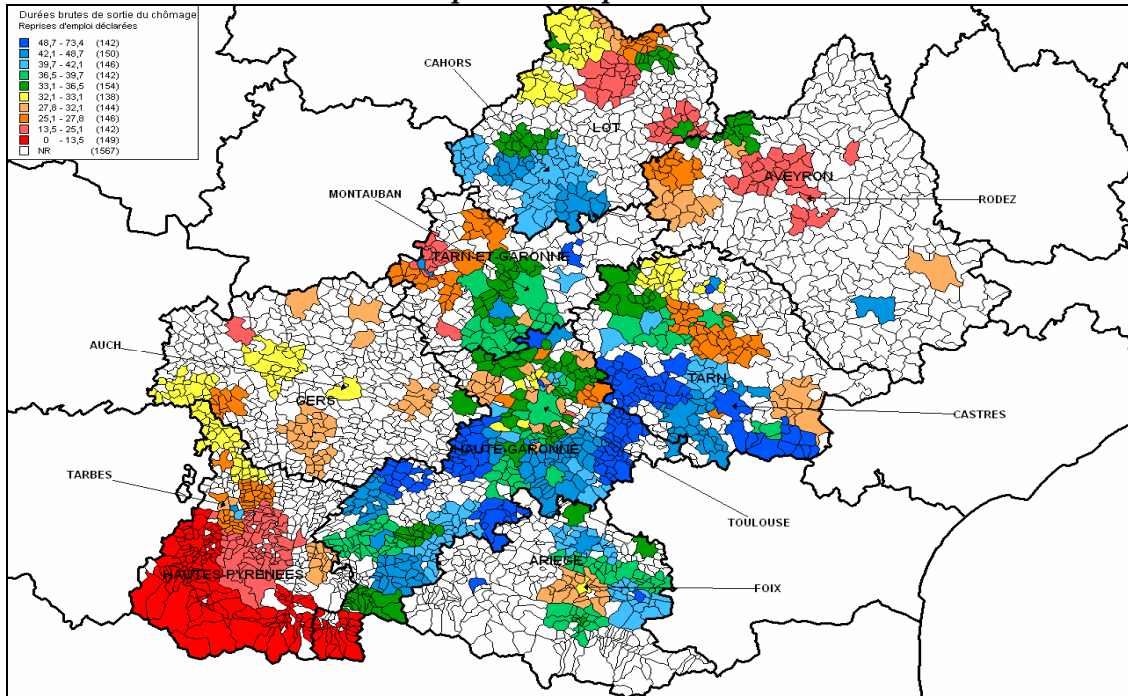 Durées brutes de sortie du chômage
Reprises d'emploi déclarées
48,7 - 73,4 (142)
42,1 - 48,7 (150)
39,7 - 42,1 (146)
36,5 - 39,7 (142)
33,1 - 36,5 (154)
32,1 - 33,1 (138)
27,8 - 32,1 (144)
25,1 - 27,8 (146)
13,5 - 25,1 (142)
0 - 13,5 (149)
NR (1567)
CAHORS
LOT
MONTAUBAN
AVEYRON
RODEZ
TARN-ET-GARONNE
AUCH
GERS
TARN
CASTRES
HAUTE-GARONNE
TARBES
TOULOUSE
ARIEGE
HAUTES-PYRENEES
FOIX